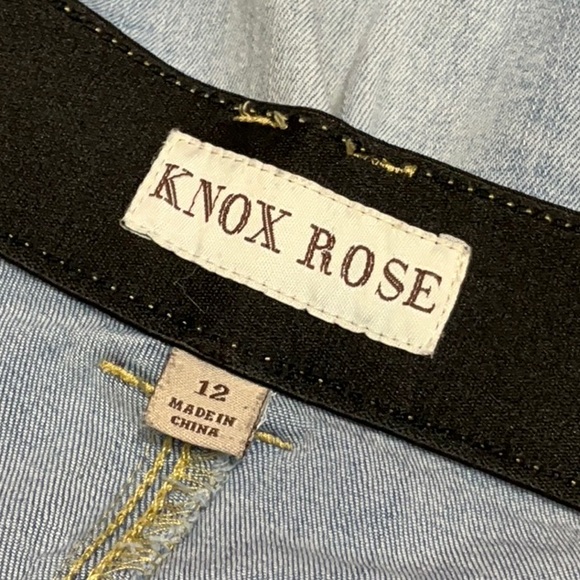 KNOX ROSE
12
MADE IN
CHINA